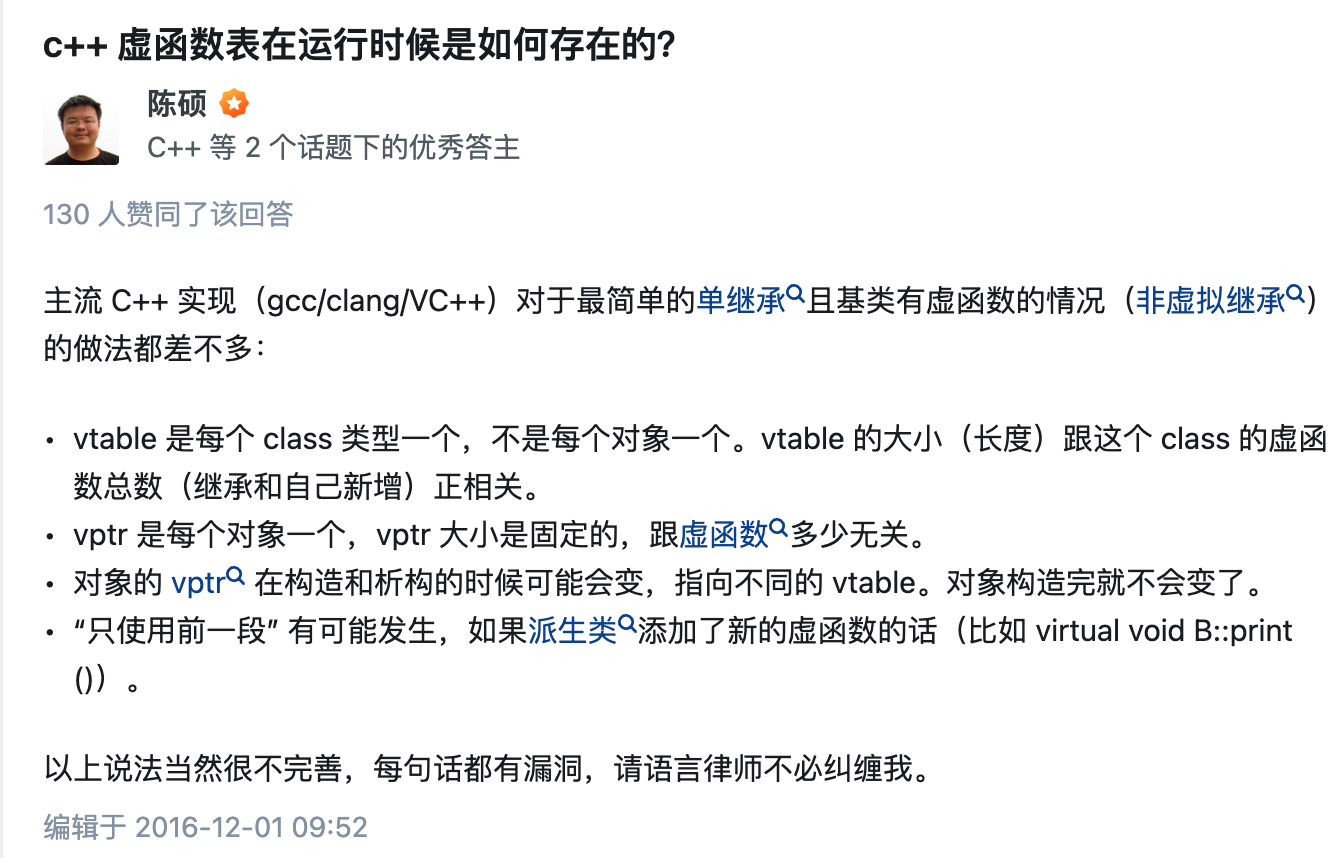 c++ 虚函数表在运行时候是如何存在的?
陈硕
C++ 等 2 个话题下的优秀答主
130 人赞同了该回答
主流 C++ 实现（gcc/clang/VC++）对于最简单的单继承且基类有虚函数的情况（非虚拟继承）
的做法都差不多：
• vtable 是每个 class 类型一个，不是每个对象一个。vtable 的大小（长度）跟这个 class 的虚函
数总数（继承和自己新增）正相关。
• vptr 是每个对象一个，vptr 大小是固定的，跟虚函数多少无关。
• 对象的 vptr 在构造和析构的时候可能会变，指向不同的 vtable。对象构造完就不会变了。
• “只使用前一段” 有可能发生，如果派生类添加了新的虚函数的话（比如 virtual void B::print
()）。
以上说法当然很不完善，每句话都有漏洞，请语言律师不必纠缠我。
编辑于 2016-12-01 09:52